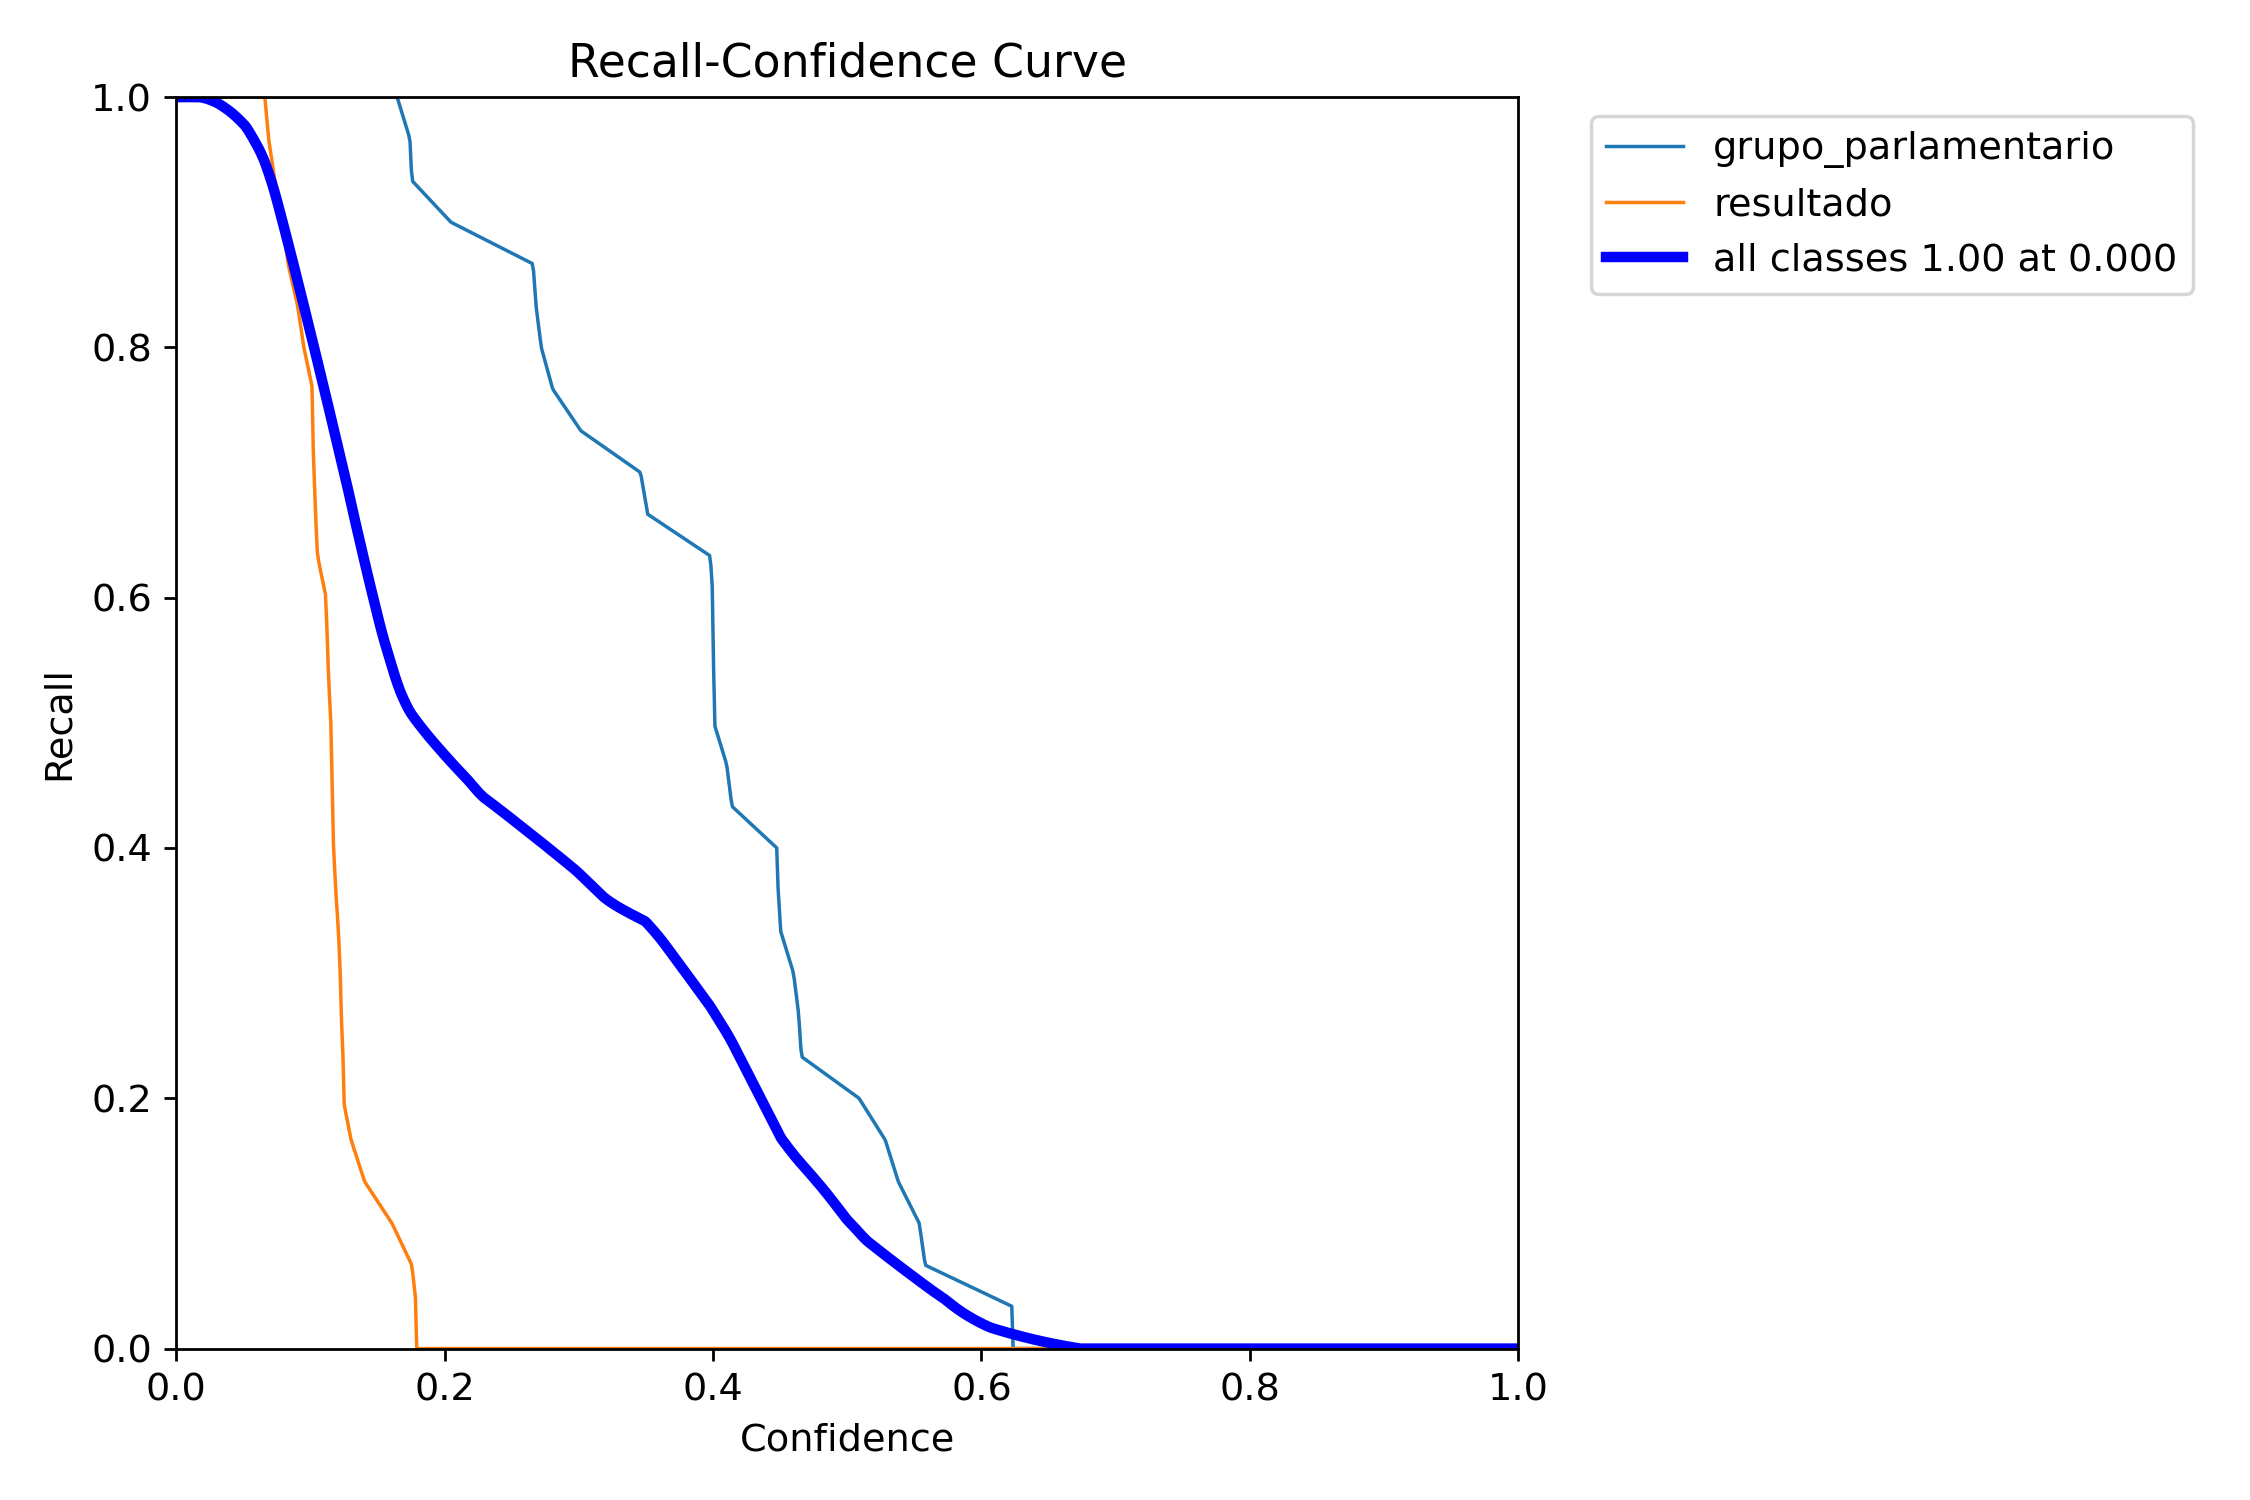 Recall-Confidence Curve
1.0
0.8
0.6
0.4
0.2
0.0
Recall
0.0 0.2 0.4 0.6 0.8 1.0
Confidence
grupo_parlamentario
resultado
all classes 1.00 at 0.000